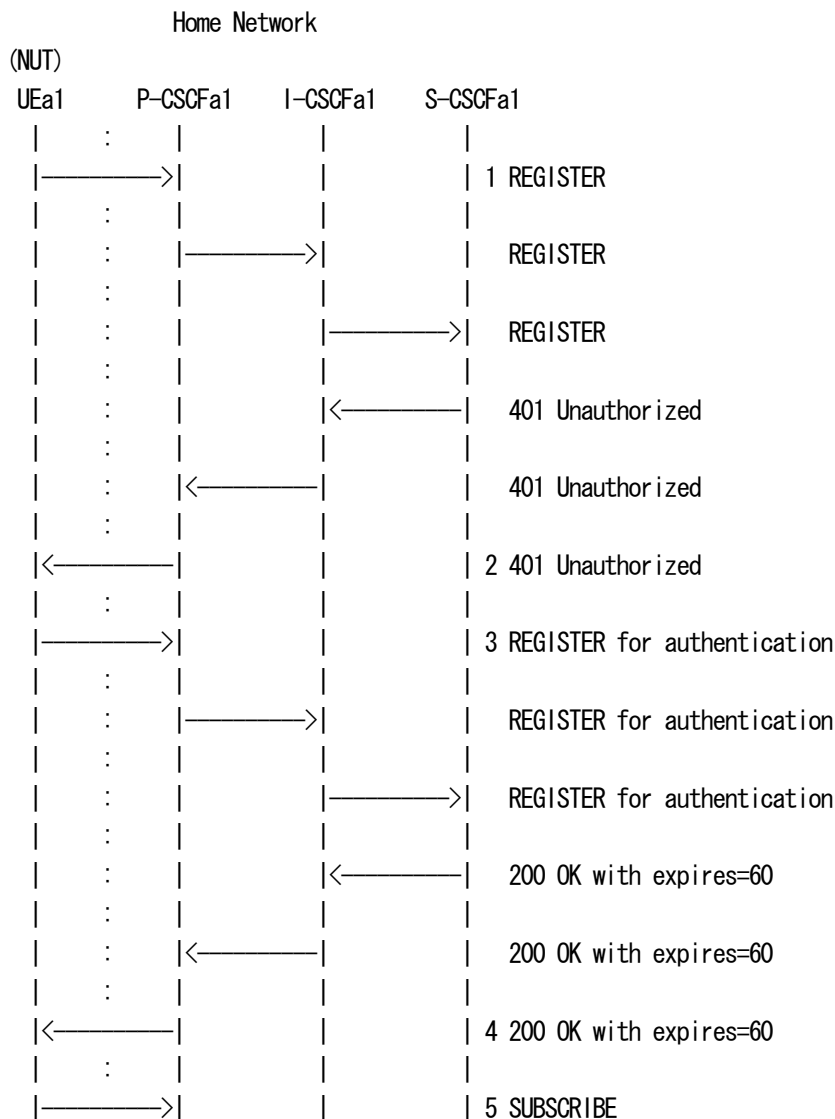 Home Network
(NUT)
UEa1 P-CSCFa1 I-CSCFa1 S-CSCFa1
1 REGISTER
REGISTER
REGISTER
401 Unauthorized
401 Unauthorized
2 401 Unauthorized
3 REGISTER for authentication
REGISTER for authentication
REGISTER for authentication
200 OK with expires=60
200 OK with expires=60
4 200 OK with expires=60
5 SUBSCRIBE